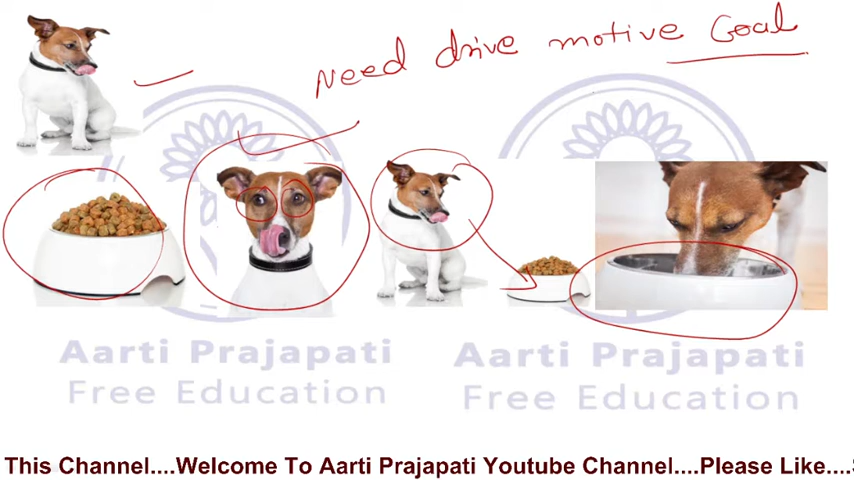 Need drive motive Goal
Aarti Prajapati Aarti Prajapati
Free Education Free Education
This Channel....Welcome To Aarti Prajapati Youtube Channel....Please Like....